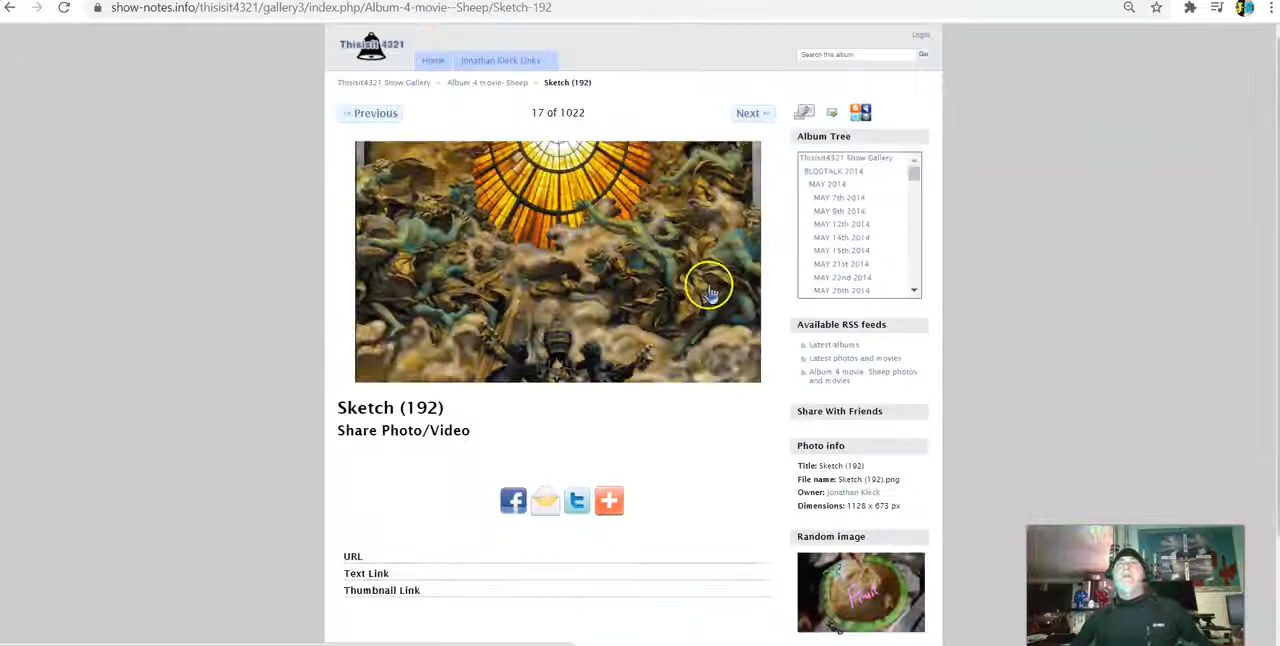 show-notes.info/thisisit4321/gallery3/index.php/Album-4-movie--Sheep/Sketch-192
Login
Thisisit 4321
Home
Jonathan Kleck Links
Search this album
Go
Thisisit4321 Show Gallery » Album 4 movie- Sheep » Sketch (192)
Previous
17 of 1022
Next
Album Tree
Thisisit4321 Show Gallery
BLOGTALK 2014
MAY 2014
MAY 7th 2014
MAY 9th 2014
MAY 12th 2014
MAY 14th 2014
MAY 15th 2014
MAY 21st 2014
MAY 22nd 2014
MAY 26th 2014
Available RSS feeds
Latest albums
Latest photos and movies
Album 4 movie Sheep photos
and movies
Sketch (192)
Share Photo/Video
Share With Friends
Photo info
Title: Sketch (192)
File name: Sketch (192).png
Owner: Jonathan Kleck
Dimensions: 1128 x 673 px
Random image
Fruit
URL
Text Link
Thumbnail Link